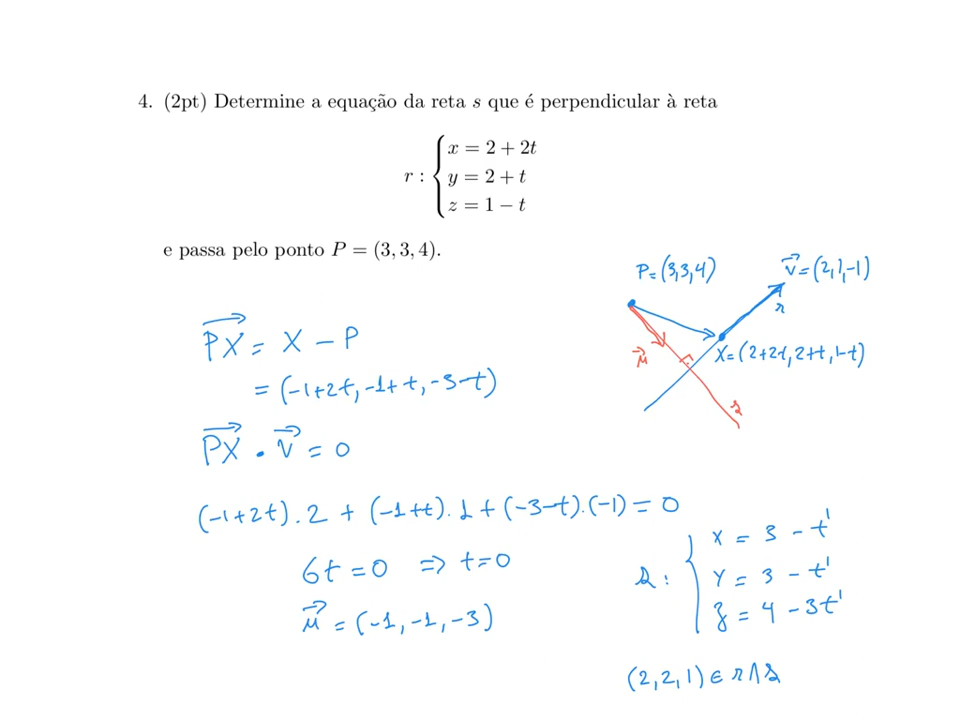 4. (2pt) Determine a equação da reta s que é perpendicular à reta
r : { x = 2 + 2t
y = 2 + t
z = 1 − t
e passa pelo ponto P = (3, 3, 4).
P=(3,3,4)
v⃗=(2,1,-1)
r
μ⃗
X=(2+2t,2+t,1-t)
s
PX⃗ = X − P
= (-1+2t, -1+t, -3-t)
PX⃗ · v⃗ = 0
(-1+2t).2 + (-1+t).1 + (-3-t).(-1) = 0
6t = 0 ⇒ t=0
μ⃗ = (-1, -1, -3)
s: { x = 3 - t'
y = 3 - t'
z = 4 - 3t'
(2,2,1) ∈ r ∩ s